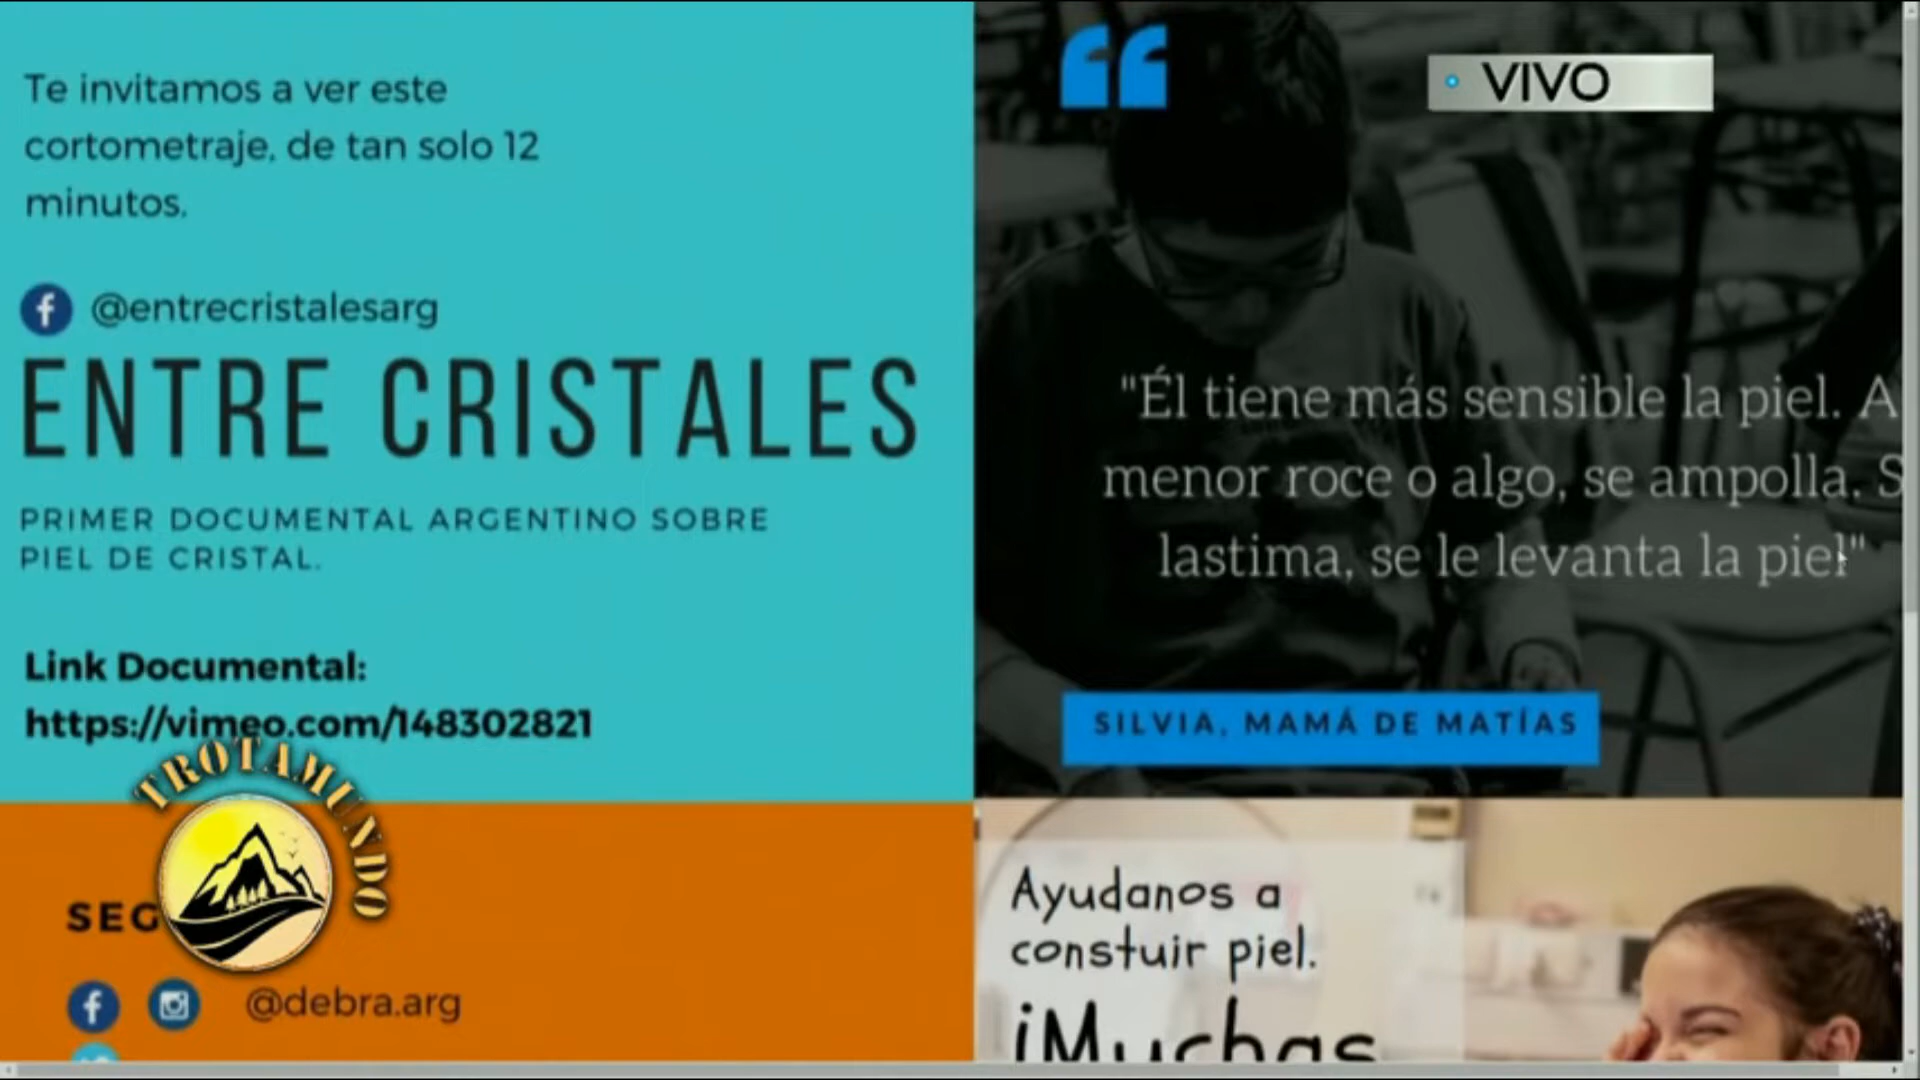 Te invitamos a ver este
cortometraje, de tan solo 12
minutos.
@entrecristalesarg
ENTRE CRISTALES
PRIMER DOCUMENTAL ARGENTINO SOBRE
PIEL DE CRISTAL.
Link Documental:
https://vimeo.com/148302821
TROTAMUNDO
SEG
@debra.arg
VIVO
"Él tiene más sensible la piel. A
menor roce o algo, se ampolla. S
lastima, se le levanta la piel"
SILVIA, MAMÁ DE MATÍAS
Ayudanos a
constuir piel.
¡Muchas